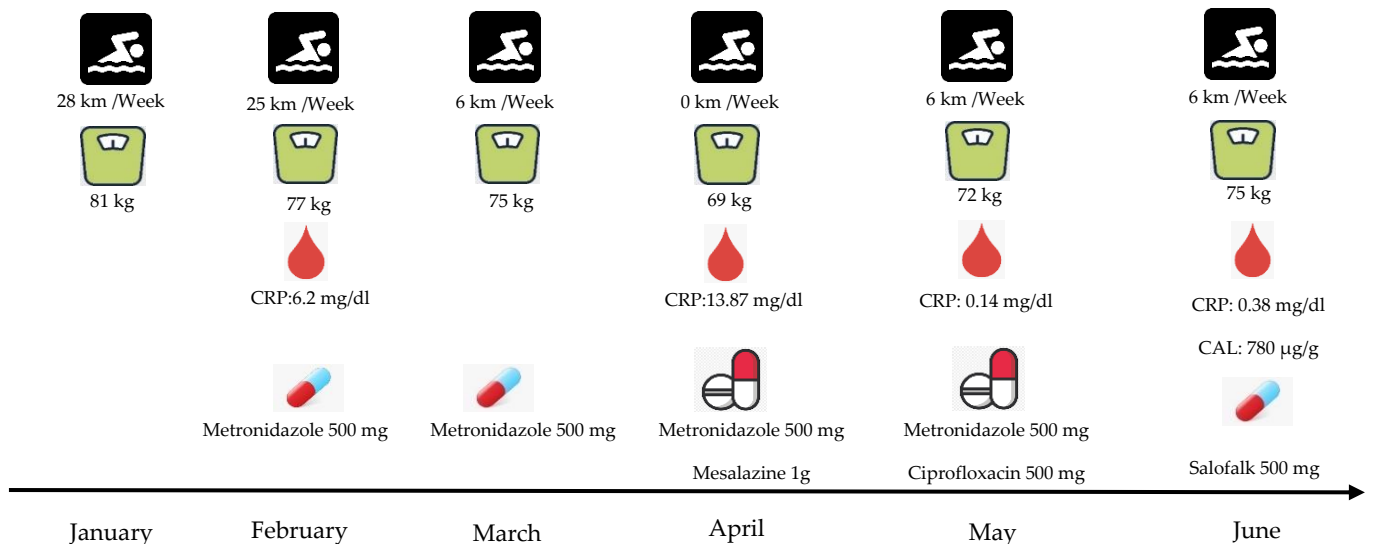 28 km /Week
25 km /Week
6 km /Week
0 km /Week
6 km /Week
6 km /Week
81 kg
77 kg
75 kg
69 kg
72 kg
75 kg
CRP:6.2 mg/dl
CRP:13.87 mg/dl
CRP: 0.14 mg/dl
CRP: 0.38 mg/dl
CAL: 780 µg/g
Metronidazole 500 mg
Metronidazole 500 mg
Metronidazole 500 mg
Metronidazole 500 mg
Mesalazine 1g
Ciprofloxacin 500 mg
Salofalk 500 mg
January
February
March
April
May
June